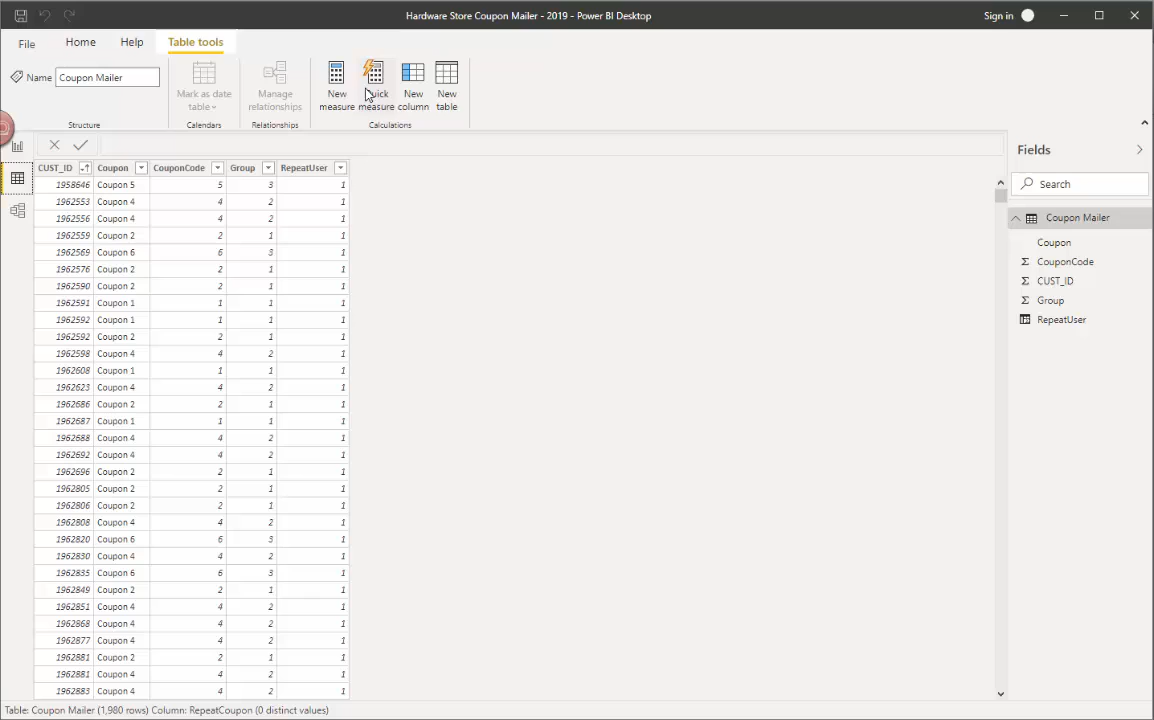 Hardware Store Coupon Mailer - 2019 - Power BI Desktop
Sign in
File Home Help Table tools
Name Coupon Mailer
Mark as date table
Manage relationships
New measure
measure
New column
New table
Structure Calendars Relationships Calculations
CUST_ID Coupon CouponCode Group RepeatUser
1958646 Coupon 5 5 3 1
1962553 Coupon 4 4 2 1
1962556 Coupon 4 4 2 1
1962559 Coupon 2 2 1 1
1962569 Coupon 6 6 3 1
1962576 Coupon 2 2 1 1
1962590 Coupon 2 2 1 1
1962591 Coupon 1 1 1 1
1962592 Coupon 1 1 1 1
1962592 Coupon 2 2 1 1
1962598 Coupon 4 4 2 1
1962608 Coupon 1 1 1 1
1962623 Coupon 4 4 2 1
1962686 Coupon 2 2 1 1
1962687 Coupon 1 1 1 1
1962688 Coupon 4 4 2 1
1962692 Coupon 4 4 2 1
1962696 Coupon 2 2 1 1
1962805 Coupon 2 2 1 1
1962806 Coupon 2 2 1 1
1962808 Coupon 4 4 2 1
1962820 Coupon 6 6 3 1
1962830 Coupon 4 4 2 1
1962835 Coupon 6 6 3 1
1962849 Coupon 2 2 1 1
1962851 Coupon 4 4 2 1
1962868 Coupon 4 4 2 1
1962877 Coupon 4 4 2 1
1962881 Coupon 2 2 1 1
1962881 Coupon 4 4 2 1
1962883 Coupon 4 4 2 1
Fields
Search
Coupon Mailer
Coupon
CouponCode
CUST_ID
Group
RepeatUser
Table: Coupon Mailer (1,980 rows) Column: RepeatCoupon (0 distinct values)